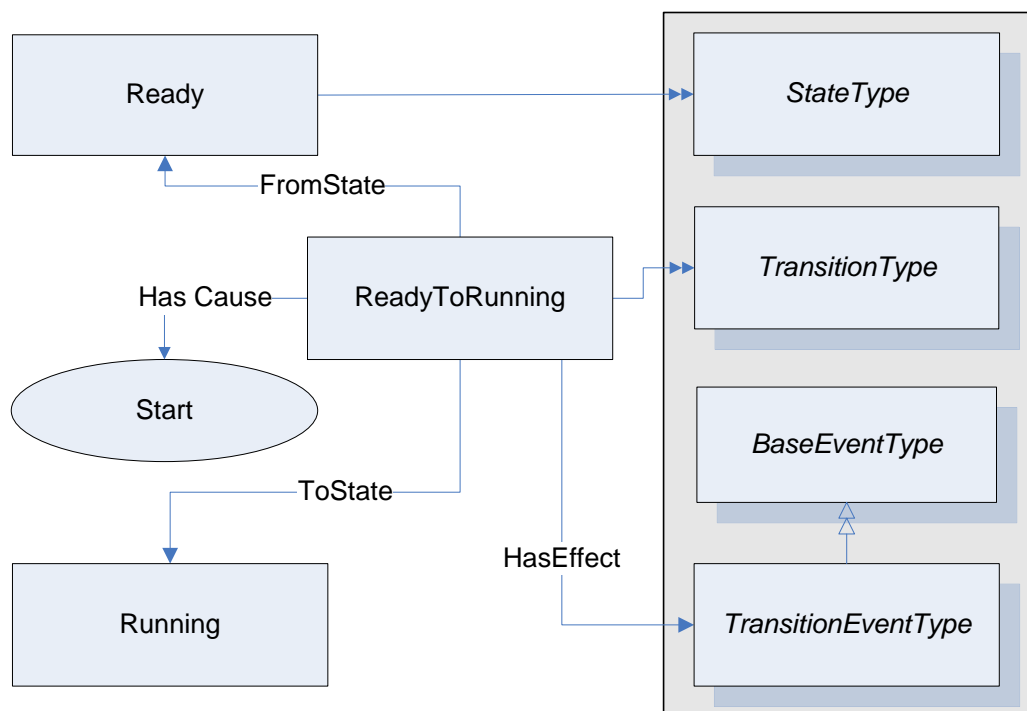 Ready
StateType
FromState
TransitionType
Has Cause
ReadyToRunning
Start
BaseEventType
ToState
HasEffect
Running
TransitionEventType